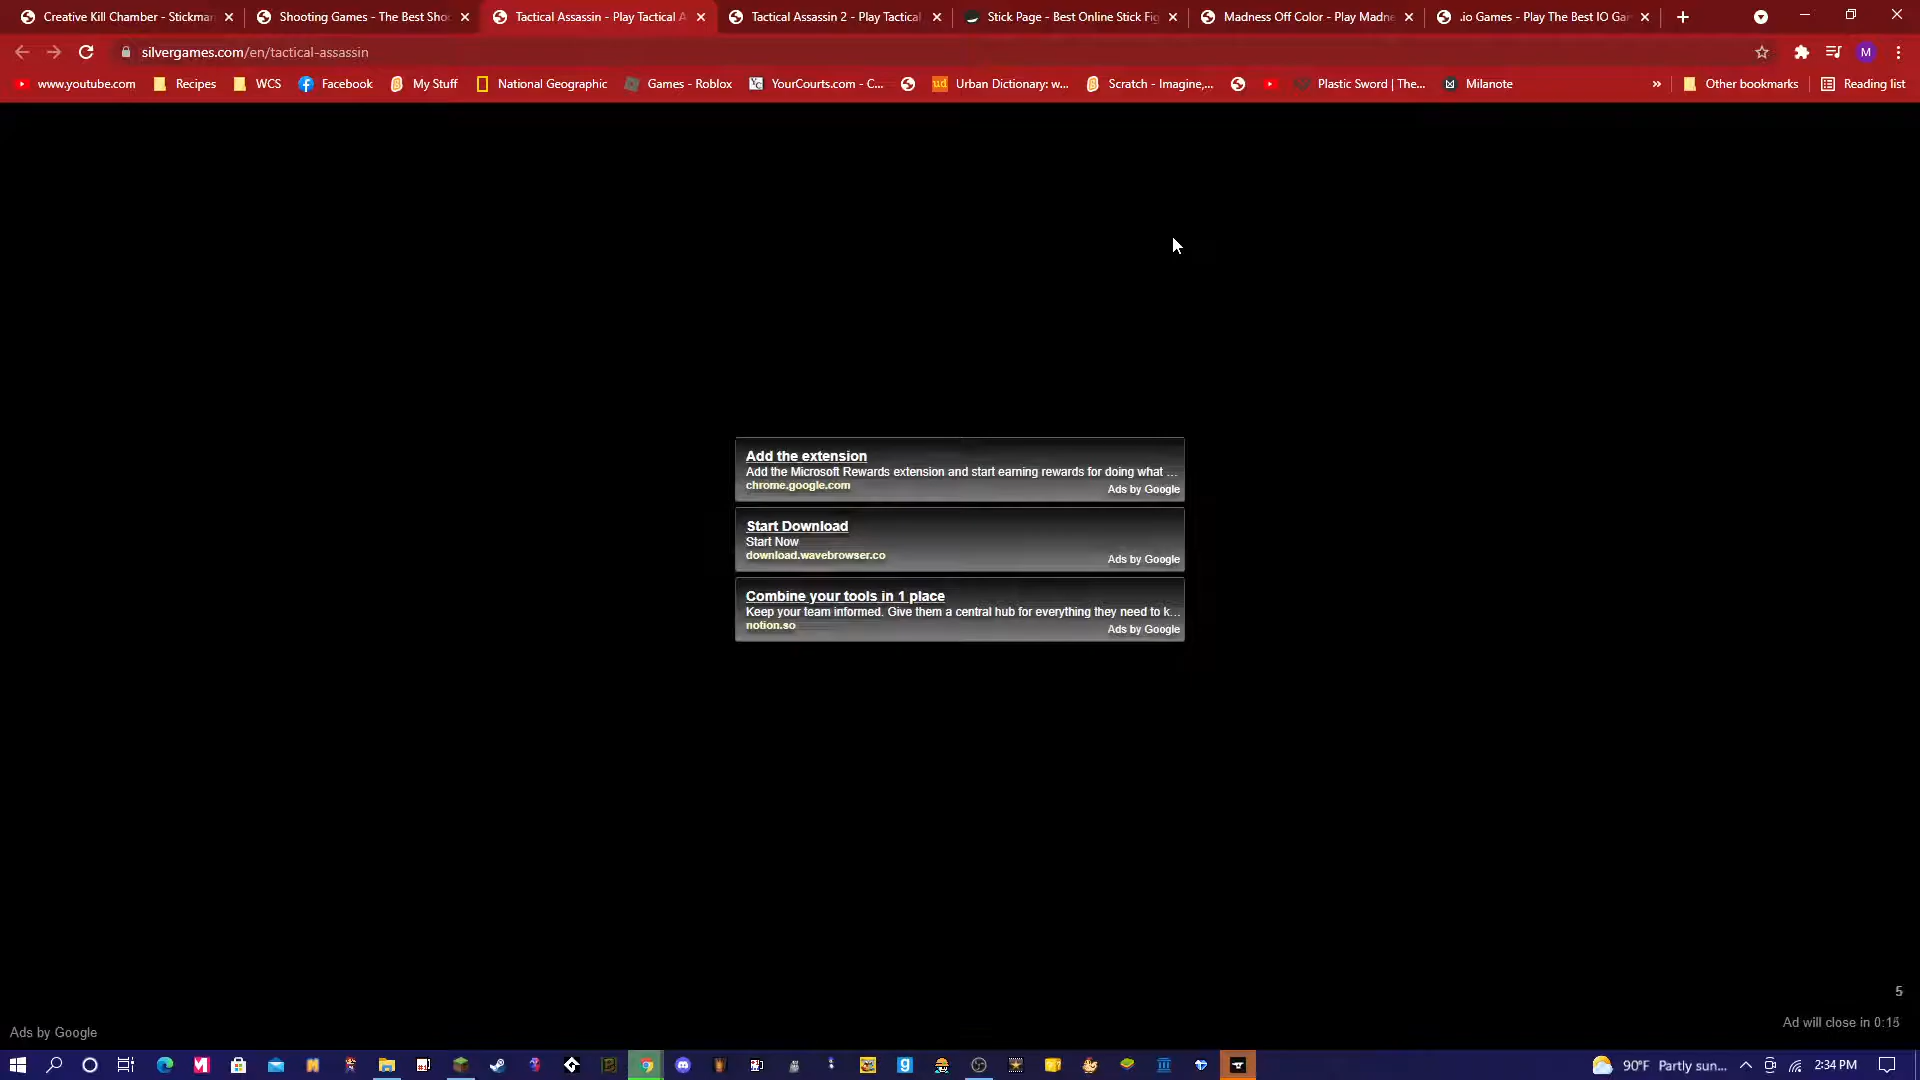 Creative Kill Chamber - Stickman
Shooting Games - The Best Shoo
Tactical Assassin - Play Tactical A
Tactical Assassin 2 - Play Tactical
Stick Page - Best Online Stick Fig
Madness Off Color - Play Madne
.io Games - Play The Best IO Gam
silvergames.com/en/tactical-assassin
M
www.youtube.com
Recipes
WCS
Facebook
My Stuff
National Geographic
Games - Roblox
YourCourts.com - C...
Urban Dictionary: w...
Scratch - Imagine,...
Plastic Sword | The...
Milanote
»
Other bookmarks
Reading list
Add the extension
Add the Microsoft Rewards extension and start earning rewards for doing what ...
chrome.google.com
Ads by Google
Start Download
Start Now
download.wavebrowser.co
Ads by Google
Combine your tools in 1 place
Keep your team informed. Give them a central hub for everything they need to k...
notion.so
Ads by Google
5
Ad will close in 0:15
Ads by Google
90°F Partly sun...
2:34 PM